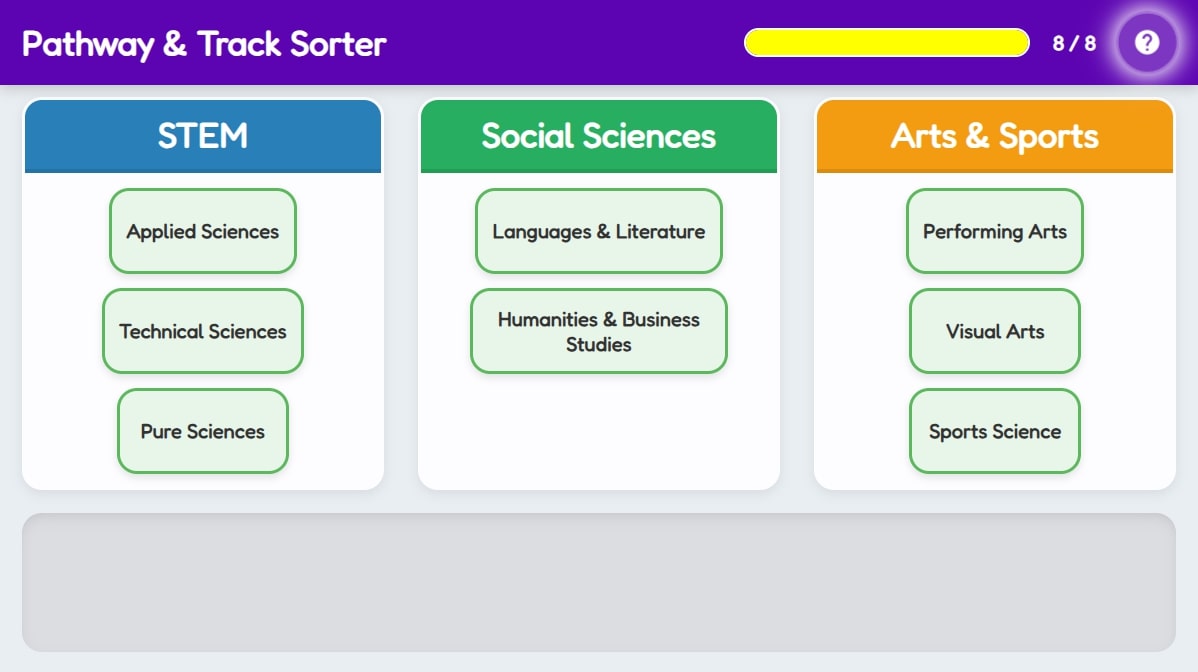 Pathway & Track Sorter
8 / 8
?
STEM
Applied Sciences
Technical Sciences
Pure Sciences
Social Sciences
Languages & Literature
Humanities & Business
Studies
Arts & Sports
Performing Arts
Visual Arts
Sports Science